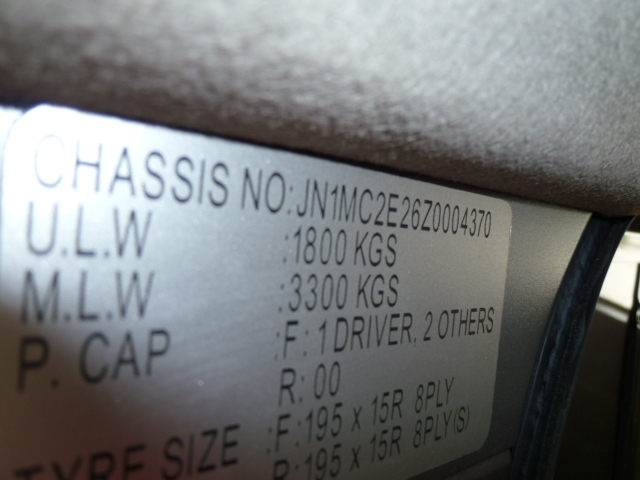 CHASSIS NO:JN1MC2E26Z0004370
U.L.W :1800 KGS
M.L.W :3300 KGS
P. CAP :F: 1 DRIVER, 2 OTHERS
R: 00
TYRE SIZE :F: 195 x 15R 8PLY
R: 195 x 15R 8PLY(S)